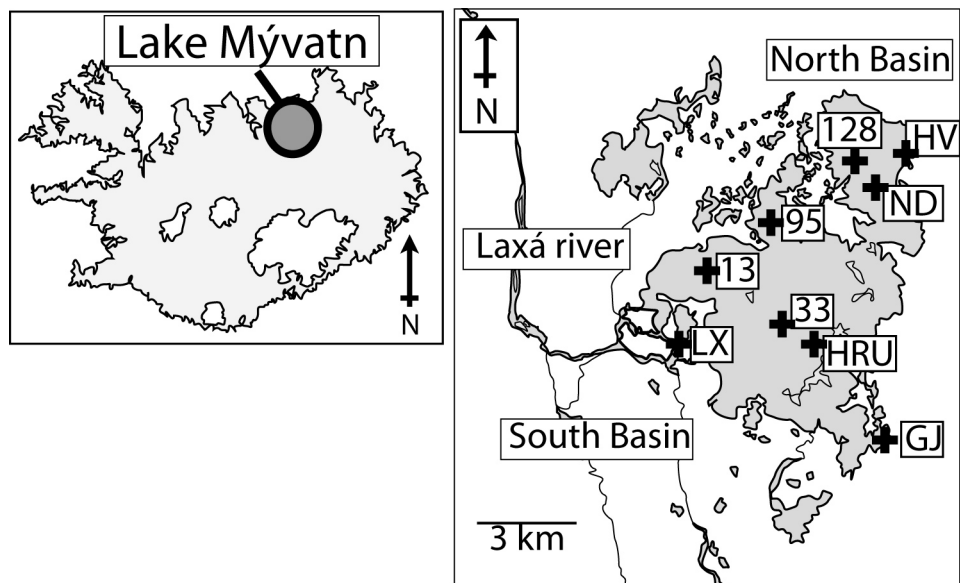 Lake Mývatn
N
N
North Basin
128
HV
ND
95
Laxá river
13
33
LX
HRU
South Basin
GJ
3 km